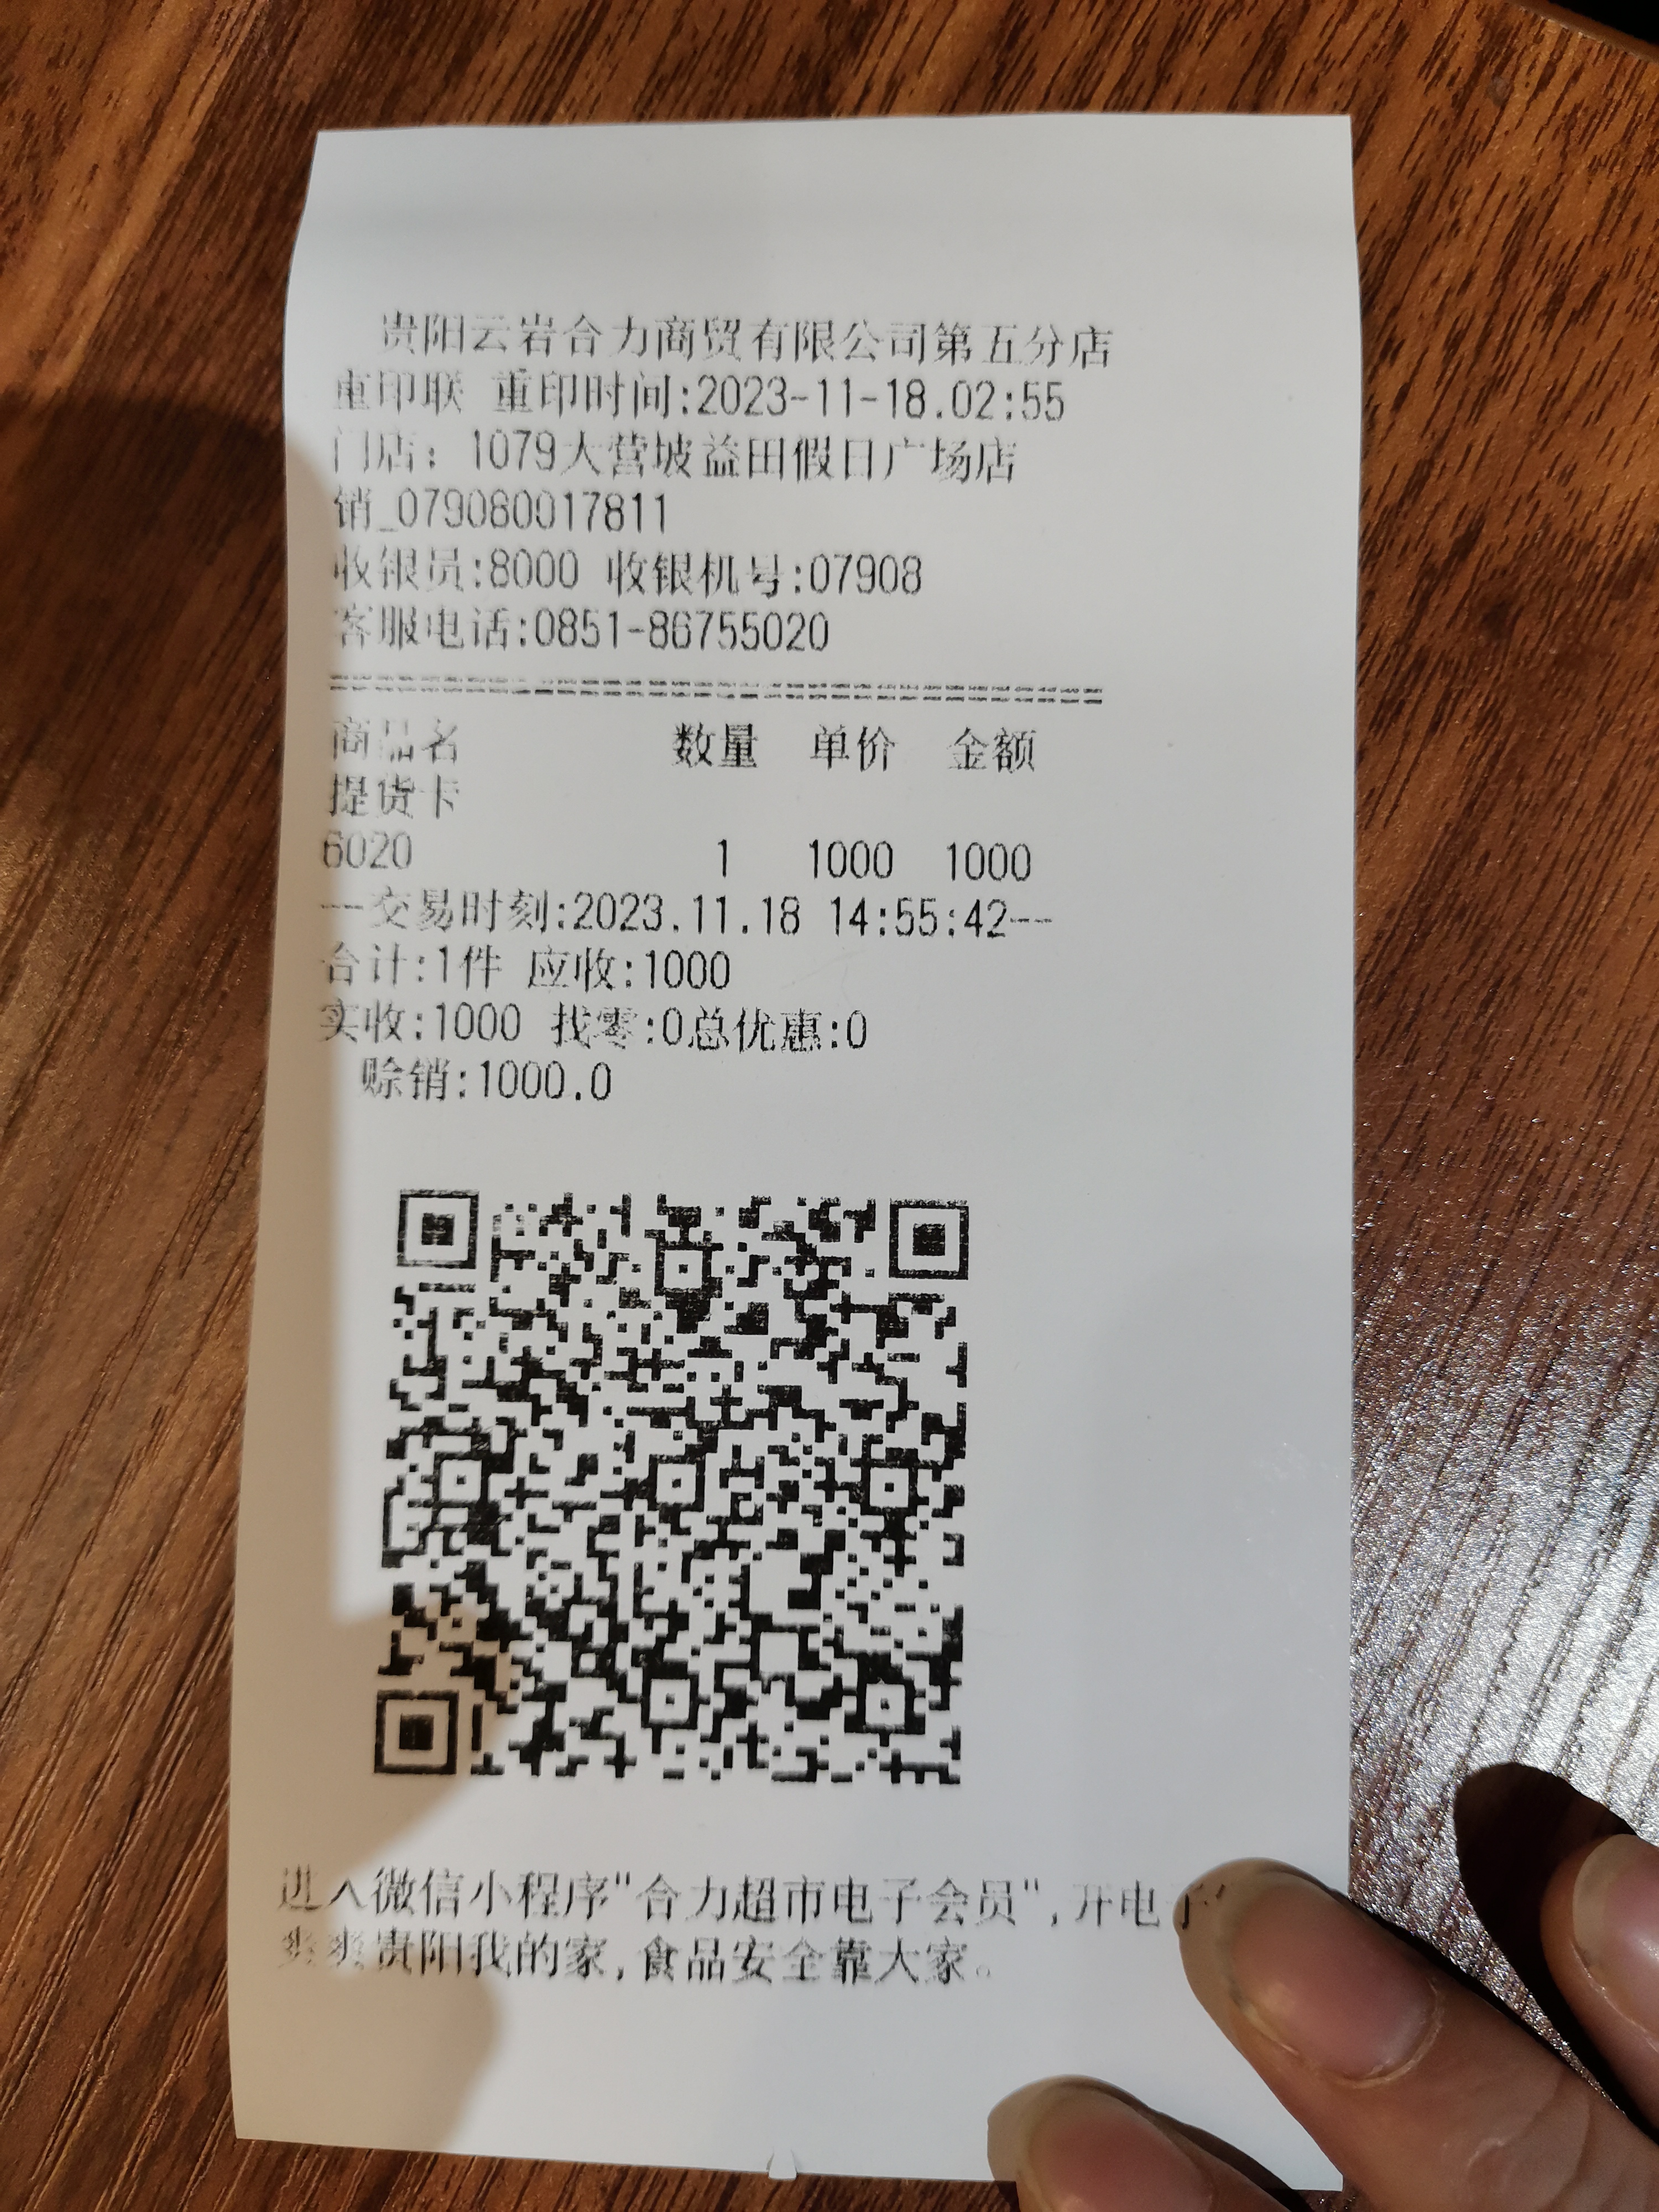 贵阳云岩合力商贸有限公司第五分店
重印联 重印时间:2023-11-18.02:55
门店: 1079大营坡益田假日广场店
销_079080017811
收银员:8000 收银机号:07908
客服电话:0851-86755020
商品名 数量 单价 金额
提货卡
6020 1 1000 1000
--交易时刻:2023.11.18 14:55:42--
合计:1件 应收:1000
实收:1000 找零:0总优惠:0
赊销:1000.0
进入微信小程序"合力超市电子会员",开电子
爽爽贵阳我的家,食品安全靠大家。